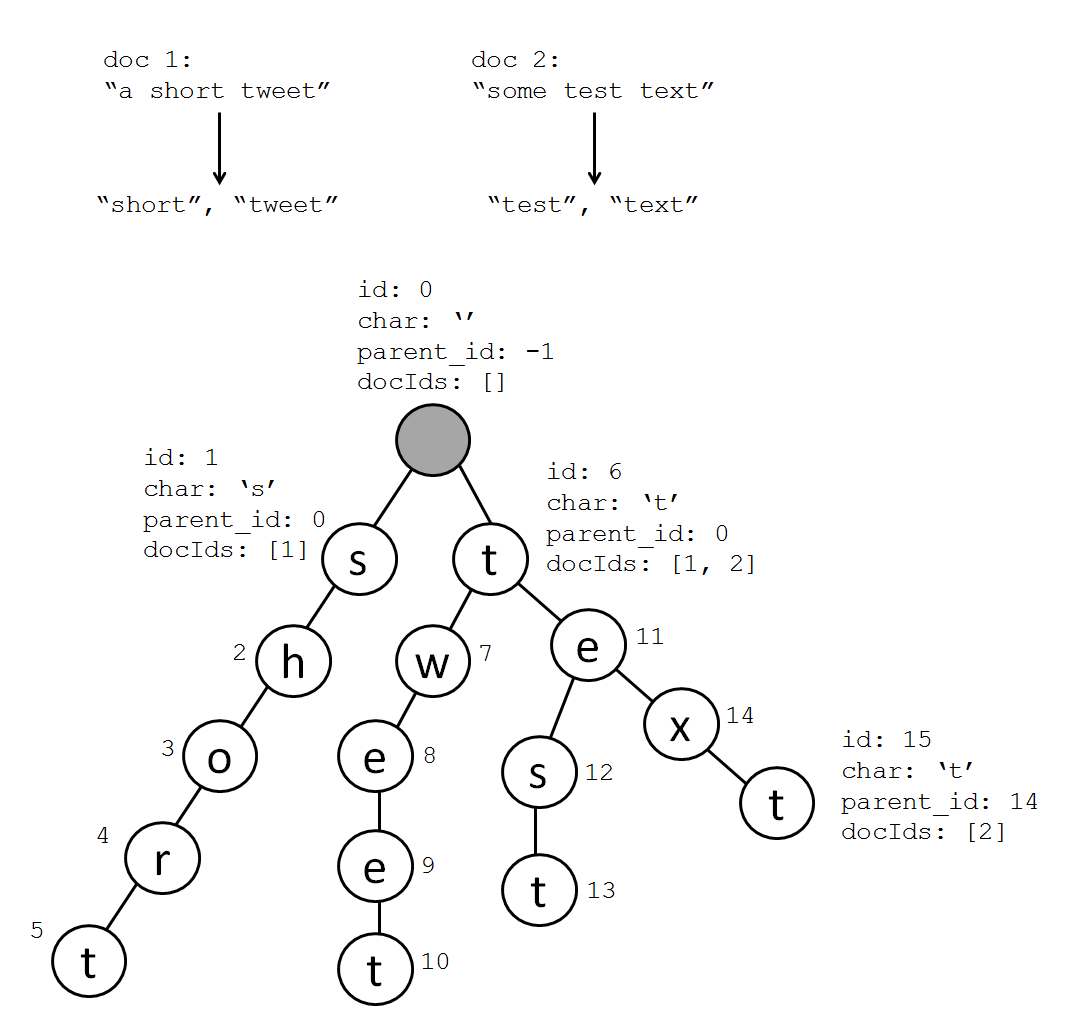 doc 1:
“a short tweet”
doc 2:
“some test text”
“short”, “tweet”
“test”, “text”
id: 0
char: ‘’
parent_id: -1
docIds: []
id: 1
char: ‘s’
parent_id: 0
docIds: [1]
id: 6
char: ‘t’
parent_id: 0
docIds: [1, 2]
s
t
2
h
w
7
e
11
3
o
e
8
s
12
x
14
t
id: 15
char: ‘t’
parent_id: 14
docIds: [2]
4
r
e
9
t
13
5
t
t
10